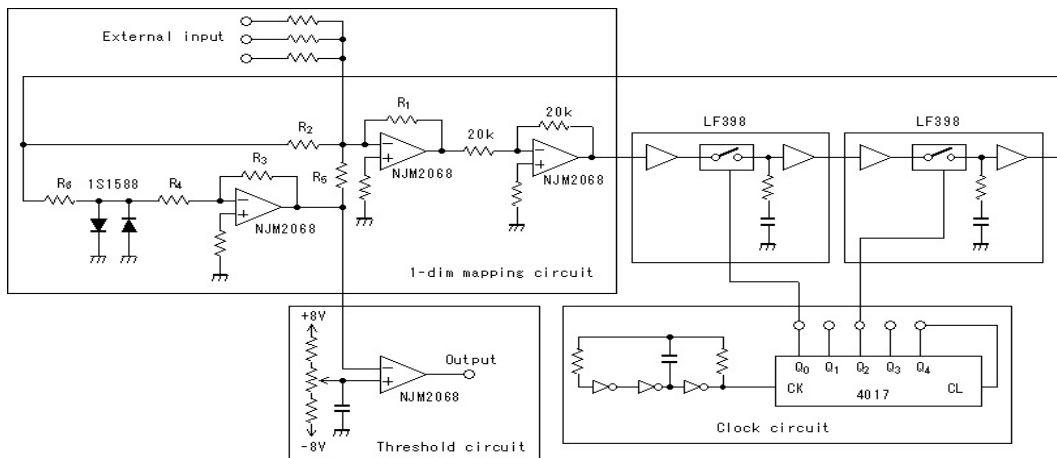 External input
R1
R2
20k
20k
LF398
LF398
R3
R5
NJM2068
NJM2068
R6
1S1588
R4
NJM2068
1-dim mapping circuit
+8V
Output
NJM2068
-8V
Threshold circuit
Q0 Q1 Q2 Q3 Q4
CK
4017
CL
Clock circuit